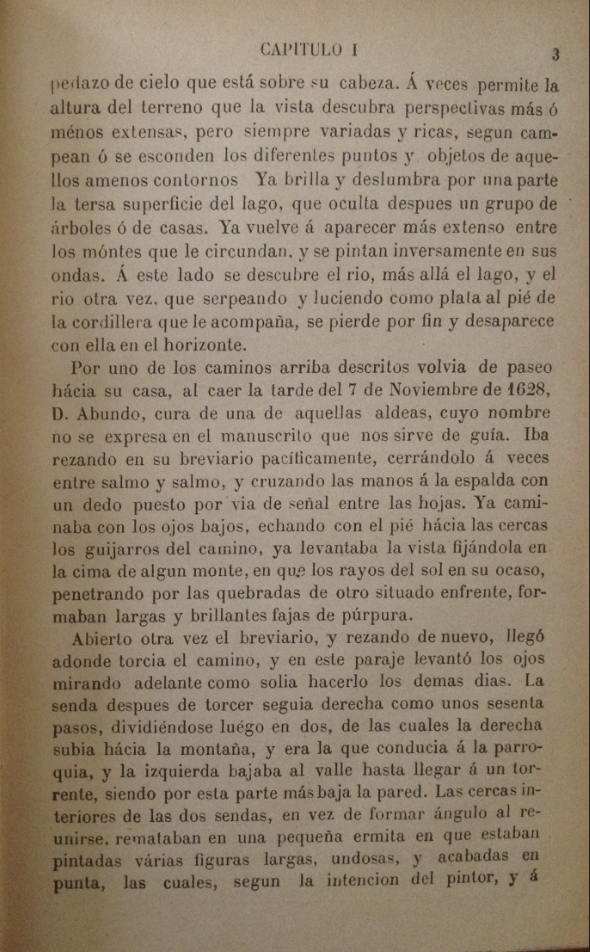 CAPITULO I
3
pedazo de cielo que está sobre su cabeza. Á veces permite la
altura del terreno que la vista descubra perspectivas más ó
ménos extensas, pero siempre variadas y ricas, segun cam-
pean ó se esconden los diferentes puntos y objetos de aque-
llos amenos contornos Ya brilla y deslumbra por una parte
la tersa superficie del lago, que oculta despues un grupo de
árboles ó de casas. Ya vuelve á aparecer más extenso entre
los móntes que le circundan, y se pintan inversamente en sus
ondas. Á este lado se descubre el rio, más allá el lago, y el
rio otra vez, que serpeando y luciendo como plata al pié de
la cordillera que le acompaña, se pierde por fin y desaparece
con ella en el horizonte.
Por uno de los caminos arriba descritos volvia de paseo
hácia su casa, al caer la tarde del 7 de Noviembre de 1628,
D. Abundo, cura de una de aquellas aldeas, cuyo nombre
no se expresa en el manuscrito que nos sirve de guía. Iba
rezando en su breviario pacíficamente, cerrándolo á veces
entre salmo y salmo, y cruzando las manos á la espalda con
un dedo puesto por via de señal entre las hojas. Ya cami-
naba con los ojos bajos, echando con el pié hácia las cercas
los guijarros del camino, ya levantaba la vista fijándola en
la cima de algun monte, en que los rayos del sol en su ocaso,
penetrando por las quebradas de otro situado enfrente, for-
maban largas y brillantes fajas de púrpura.
Abierto otra vez el breviario, y rezando de nuevo, llegó
adonde torcia el camino, y en este paraje levantó los ojos
mirando adelante como solia hacerlo los demas dias. La
senda despues de torcer seguia derecha como unos sesenta
pasos, dividiéndose luégo en dos, de las cuales la derecha
subia hácia la montaña, y era la que conducia á la parro-
quia, y la izquierda bajaba al valle hasta llegar á un tor-
rente, siendo por esta parte más baja la pared. Las cercas in-
teriores de las dos sendas, en vez de formar ángulo al re-
unirse, remataban en una pequeña ermita en que estaban
pintadas várias figuras largas, undosas, y acabadas en
punta, las cuales, segun la intencion del pintor, y á